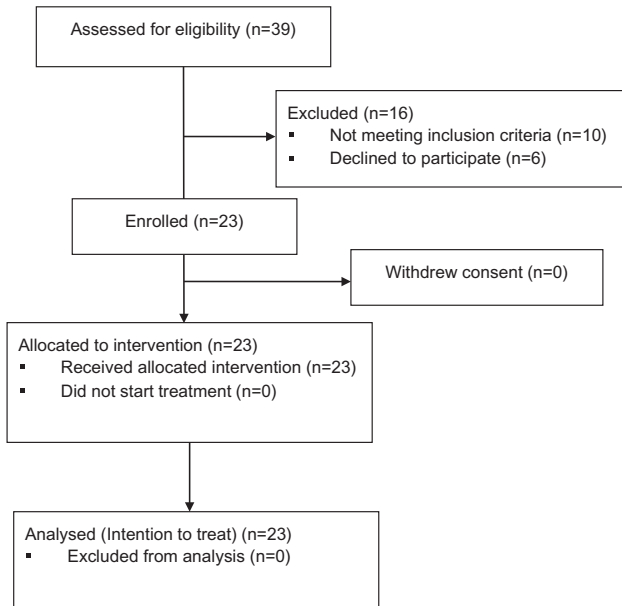 Assessed for eligibility (n=39)
Excluded (n=16)
▪ Not meeting inclusion criteria (n=10)
▪ Declined to participate (n=6)
Enrolled (n=23)
Withdrew consent (n=0)
Allocated to intervention (n=23)
▪ Received allocated intervention (n=23)
▪ Did not start treatment (n=0)
Analysed (Intention to treat) (n=23)
▪ Excluded from analysis (n=0)